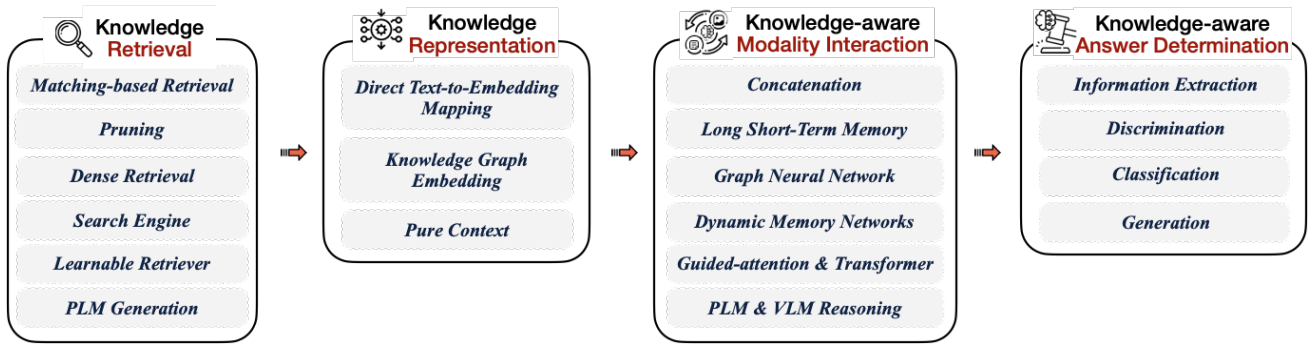 Knowledge
Retrieval
Matching-based Retrieval
Pruning
Dense Retrieval
Search Engine
Learnable Retriever
PLM Generation
Knowledge
Representation
Direct Text-to-Embedding
Mapping
Knowledge Graph
Embedding
Pure Context
Knowledge-aware
Modality Interaction
Concatenation
Long Short-Term Memory
Graph Neural Network
Dynamic Memory Networks
Guided-attention & Transformer
PLM & VLM Reasoning
Knowledge-aware
Answer Determination
Information Extraction
Discrimination
Classification
Generation